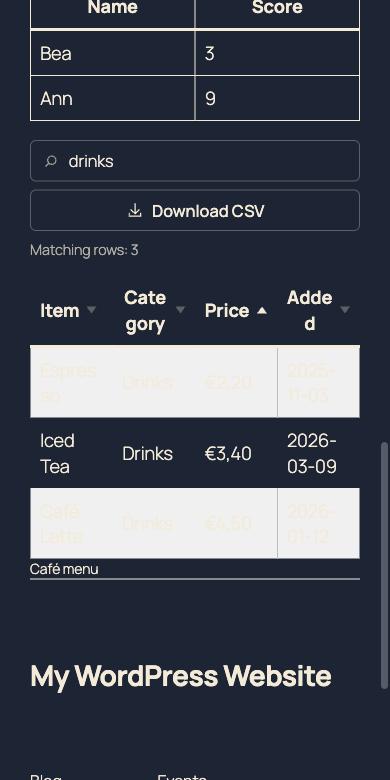 Name Score
Bea 3
Ann 9
drinks
Download CSV
Matching rows: 3
Item Cate Price Adde
gory d
Espres Drinks €2,20 2025-
so 11-03
Iced Drinks €3,40 2026-
Tea 03-09
Café Drinks €4,50 2026-
Latte 01-12
Café menu
My WordPress Website
Blog Events